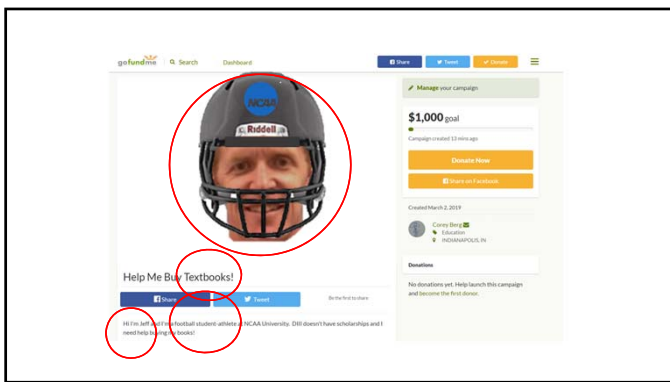 gofundme Search Dashboard Share Tweet Donate
NCAA
Riddell
Help Me Buy Textbooks!
Share Tweet Be the first to share
Hi I'm Jeff and I'm a football student-athlete at NCAA University. DIII doesn't have scholarships and I
need help buying my books!
Manage your campaign
$1,000 goal
Campaign created 13 mins ago
Donate Now
Share on Facebook
Created March 2, 2019
Corey Berg
Education
INDIANAPOLIS, IN
Donations
No donations yet. Help launch this campaign
and become the first donor.